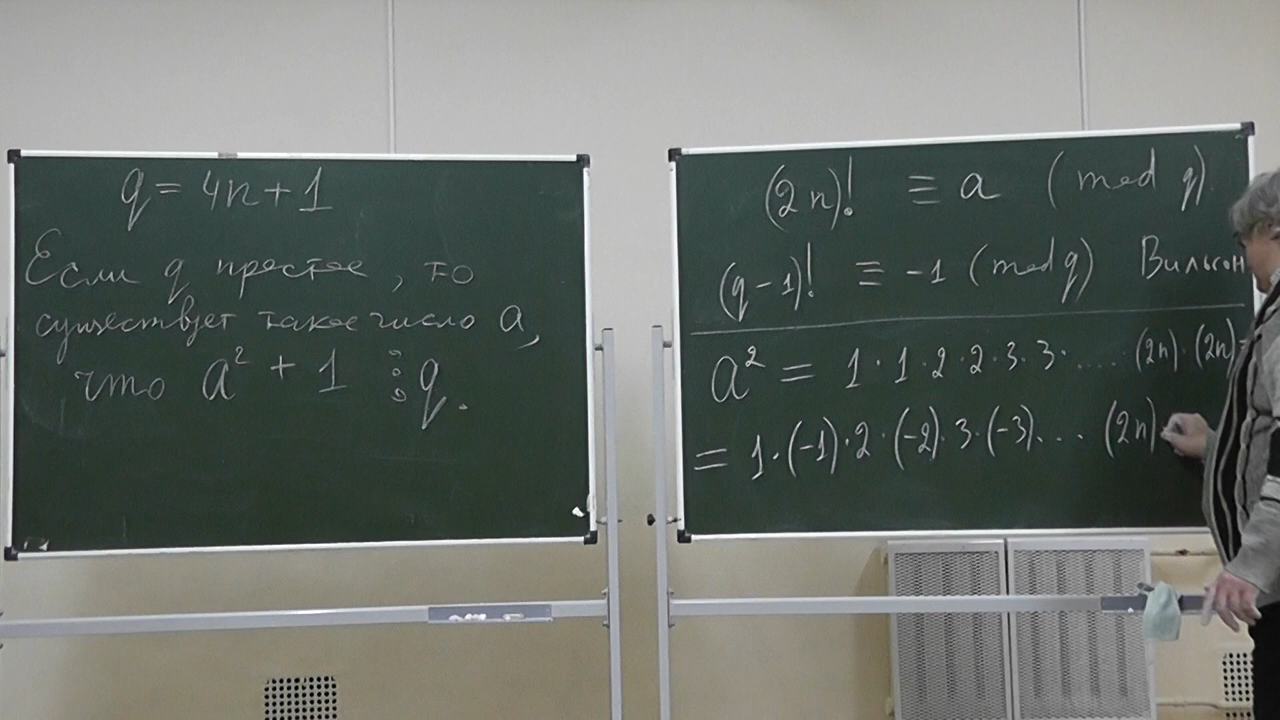 q = 4n + 1
Если q простое, то
существует такое число a,
что a² + 1 ⋮ q.
(2n)! ≡ a (mod q)
(q - 1)! ≡ -1 (mod q) Вильсон
a² = 1 · 1 · 2 · 2 · 3 · 3 · .... (2n) · (2n) =
= 1 · (-1) · 2 · (-2) · 3 · (-3) · ... (2n) ·